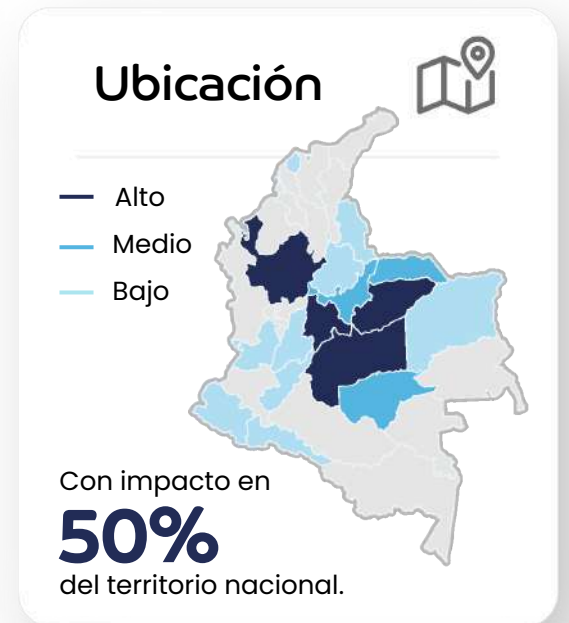 Ubicación
Alto
Medio
Bajo
Con impacto en
50%
del territorio nacional.